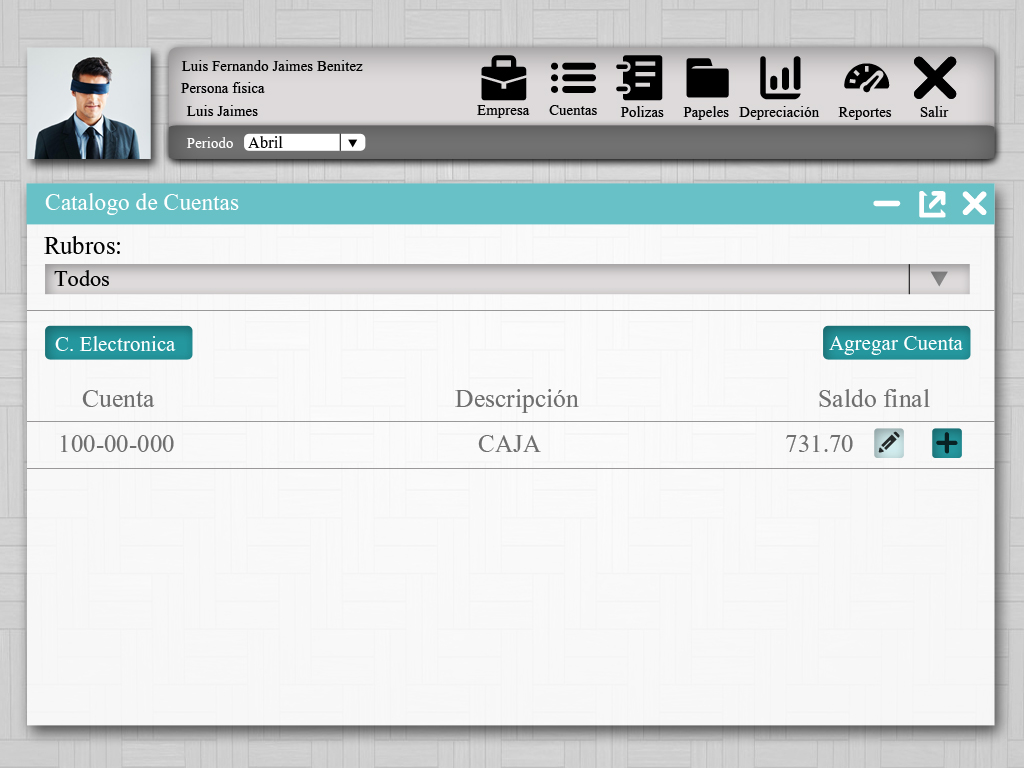 Luis Fernando Jaimes Benitez
Persona fisica
Luis Jaimes
Empresa Cuentas Polizas Papeles Depreciación Reportes Salir
Periodo Abril
Catalogo de Cuentas
Rubros:
Todos
C. Electronica Agregar Cuenta
Cuenta Descripción Saldo final
100-00-000 CAJA 731.70